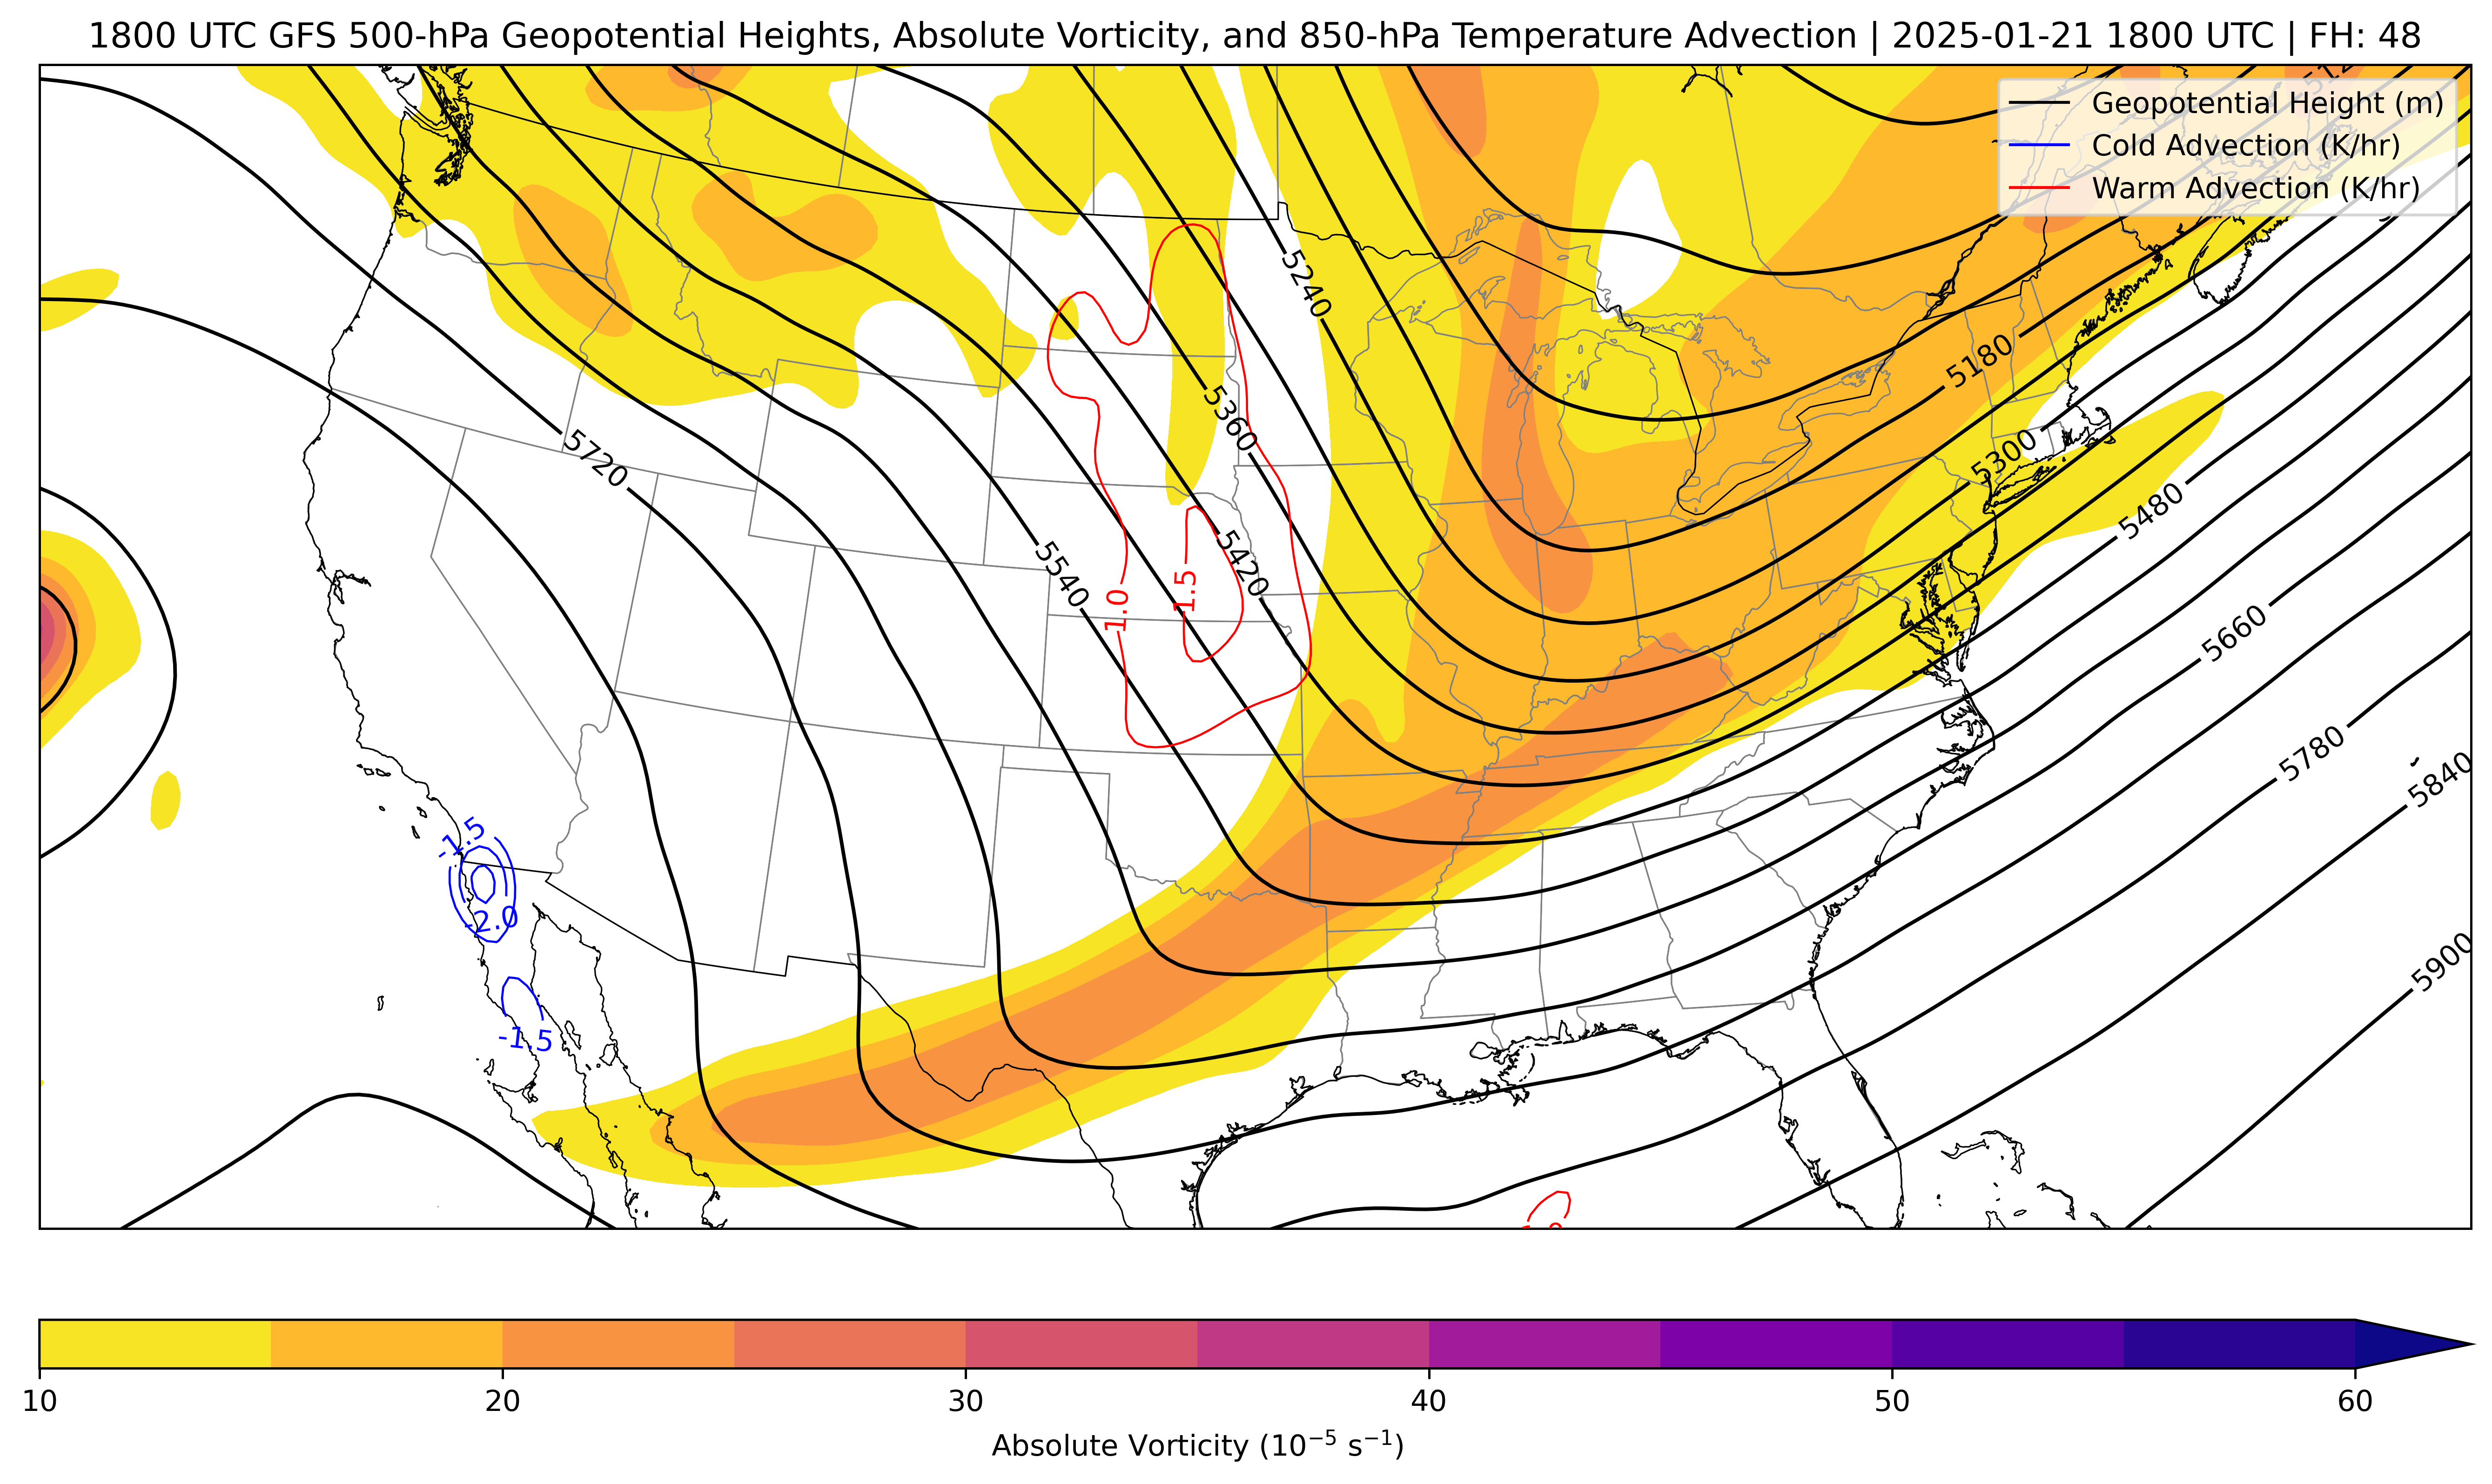 1800 UTC GFS 500-hPa Geopotential Heights, Absolute Vorticity, and 850-hPa Temperature Advection | 2025-01-21 1800 UTC | FH: 48
Geopotential Height (m)
Cold Advection (K/hr)
Warm Advection (K/hr)
5240
5180
5360
5300
5720
5480
5420
5540
1.5
1.0
5660
5780
5840
-1.5
-2.0
5900
-1.5
10 20 30 40 50 60
Absolute Vorticity (10⁻⁵ s⁻¹)